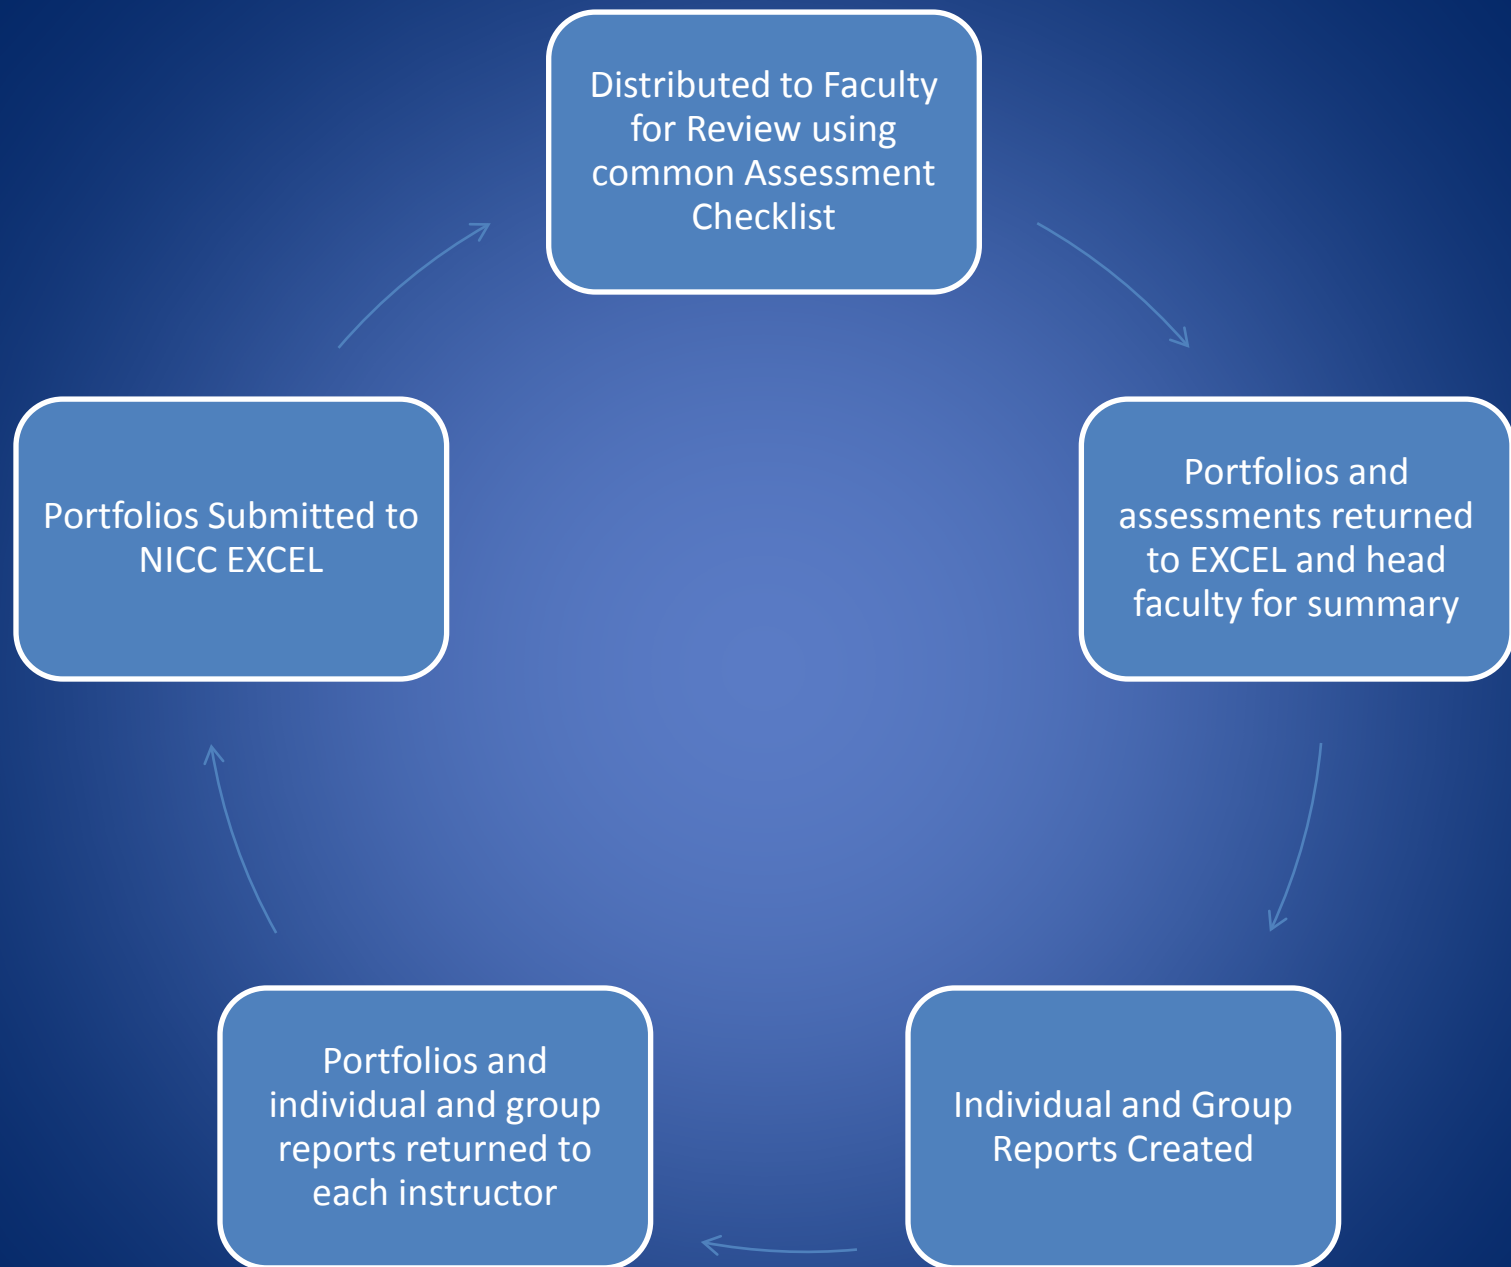 Distributed to Faculty
for Review using
common Assessment
Checklist
Portfolios and
assessments returned
to EXCEL and head
faculty for summary
Individual and Group
Reports Created
Portfolios and
individual and group
reports returned to
each instructor
Portfolios Submitted to
NICC EXCEL